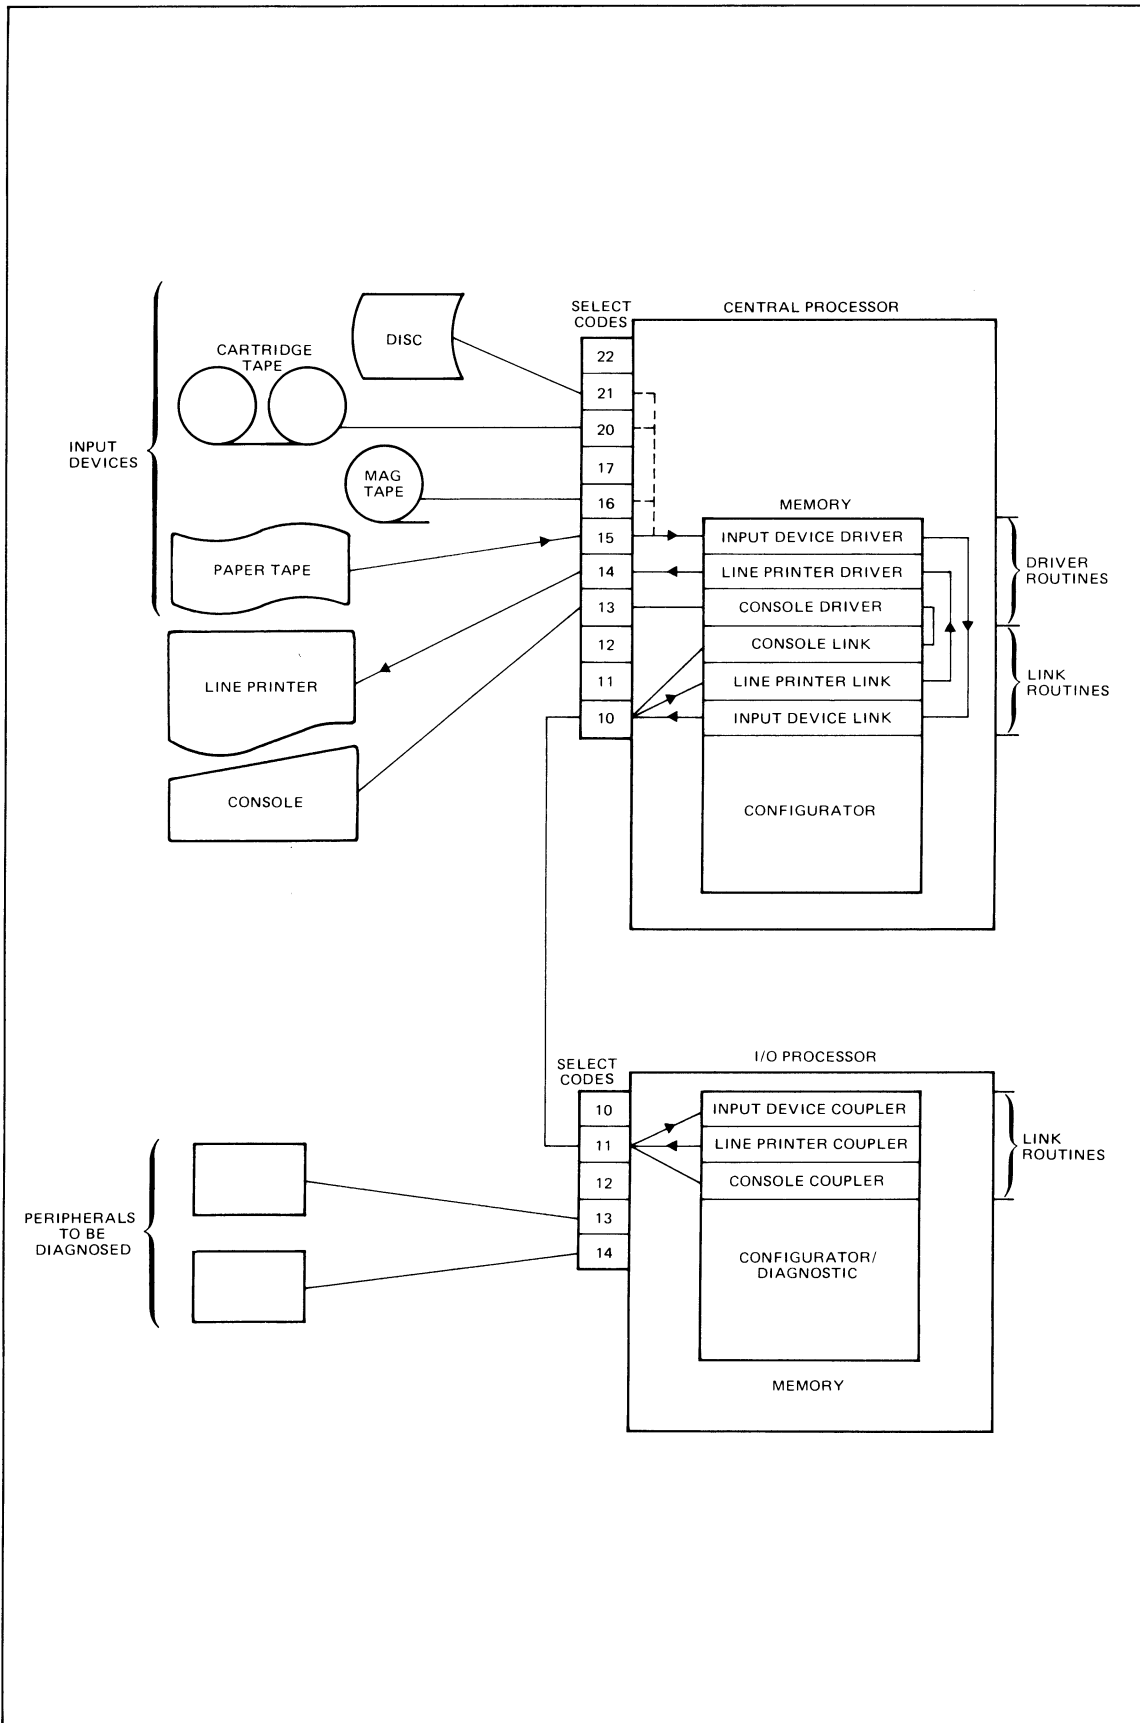 SELECT
CODES
CENTRAL PROCESSOR
DISC
CARTRIDGE
TAPE
INPUT
DEVICES
MAG
TAPE
PAPER TAPE
LINE PRINTER
CONSOLE
22
21
20
17
16
15
14
13
12
11
10
MEMORY
INPUT DEVICE DRIVER
LINE PRINTER DRIVER
CONSOLE DRIVER
CONSOLE LINK
LINE PRINTER LINK
INPUT DEVICE LINK
CONFIGURATOR
DRIVER
ROUTINES
LINK
ROUTINES
SELECT
CODES
I/O PROCESSOR
10
11
12
13
14
INPUT DEVICE COUPLER
LINE PRINTER COUPLER
CONSOLE COUPLER
CONFIGURATOR/
DIAGNOSTIC
MEMORY
LINK
ROUTINES
PERIPHERALS
TO BE
DIAGNOSED